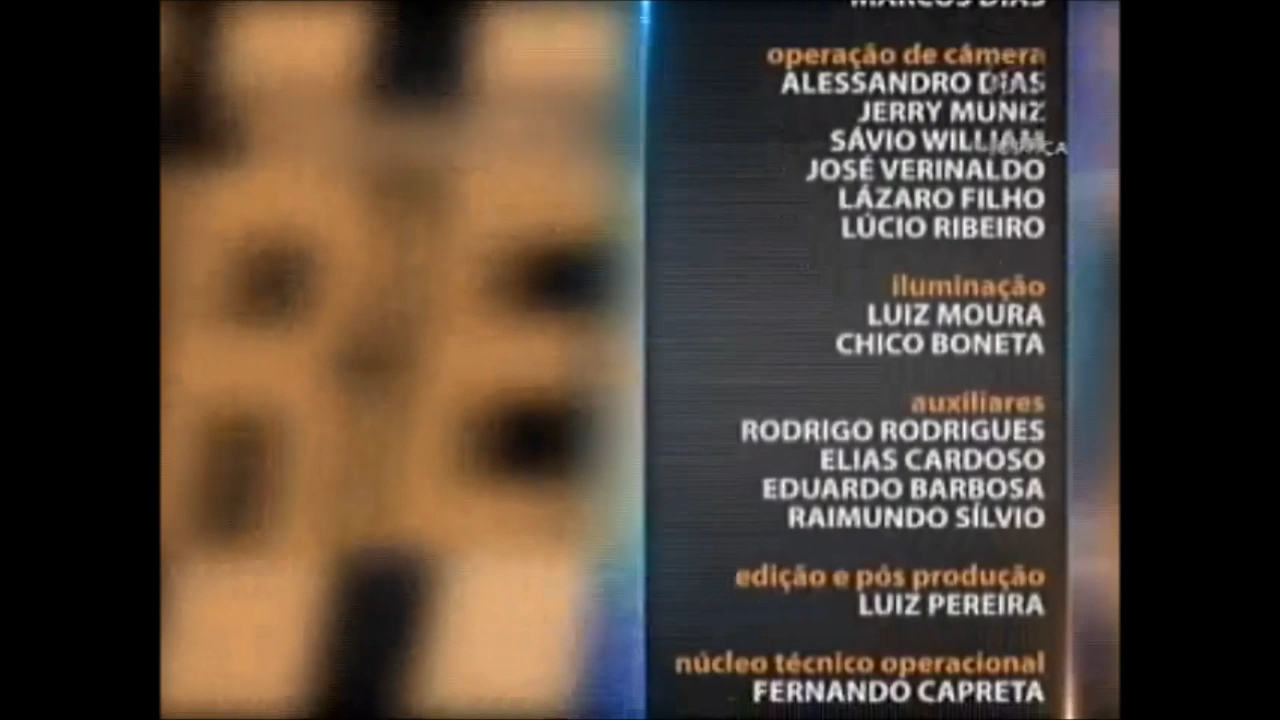 MARCOS DIAS
operação de câmera
ALESSANDRO DIAS
JERRY MUNIZ
SÁVIO WILLIAM
JOSÉ VERINALDO
LÁZARO FILHO
LÚCIO RIBEIRO
iluminação
LUIZ MOURA
CHICO BONETA
auxiliares
RODRIGO RODRIGUES
ELIAS CARDOSO
EDUARDO BARBOSA
RAIMUNDO SÍLVIO
edição e pós produção
LUIZ PEREIRA
núcleo técnico operacional
FERNANDO CAPRETA